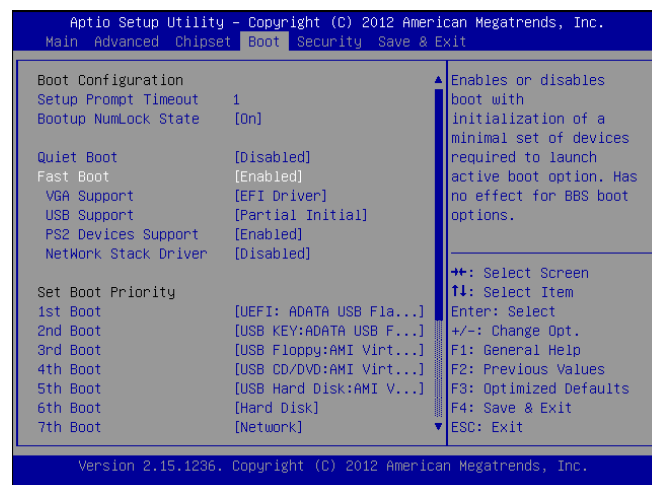 Aptio Setup Utility – Copyright (C) 2012 American Megatrends, Inc.
Main Advanced Chipset Boot Security Save & Exit
Boot Configuration
Setup Prompt Timeout 1
Bootup NumLock State [On]
Quiet Boot [Disabled]
Fast Boot [Enabled]
VGA Support [EFI Driver]
USB Support [Partial Initial]
PS2 Devices Support [Enabled]
NetWork Stack Driver [Disabled]
Set Boot Priority
1st Boot [UEFI: ADATA USB Fla...]
2nd Boot [USB KEY:ADATA USB F...]
3rd Boot [USB Floppy:AMI Virt...]
4th Boot [USB CD/DVD:AMI Virt...]
5th Boot [USB Hard Disk:AMI V...]
6th Boot [Hard Disk]
7th Boot [Network]
Enables or disables
boot with
initialization of a
minimal set of devices
required to launch
active boot option. Has
no effect for BBS boot
options.
→←: Select Screen
↑↓: Select Item
Enter: Select
+/-: Change Opt.
F1: General Help
F2: Previous Values
F3: Optimized Defaults
F4: Save & Exit
ESC: Exit
Version 2.15.1236. Copyright (C) 2012 American Megatrends, Inc.